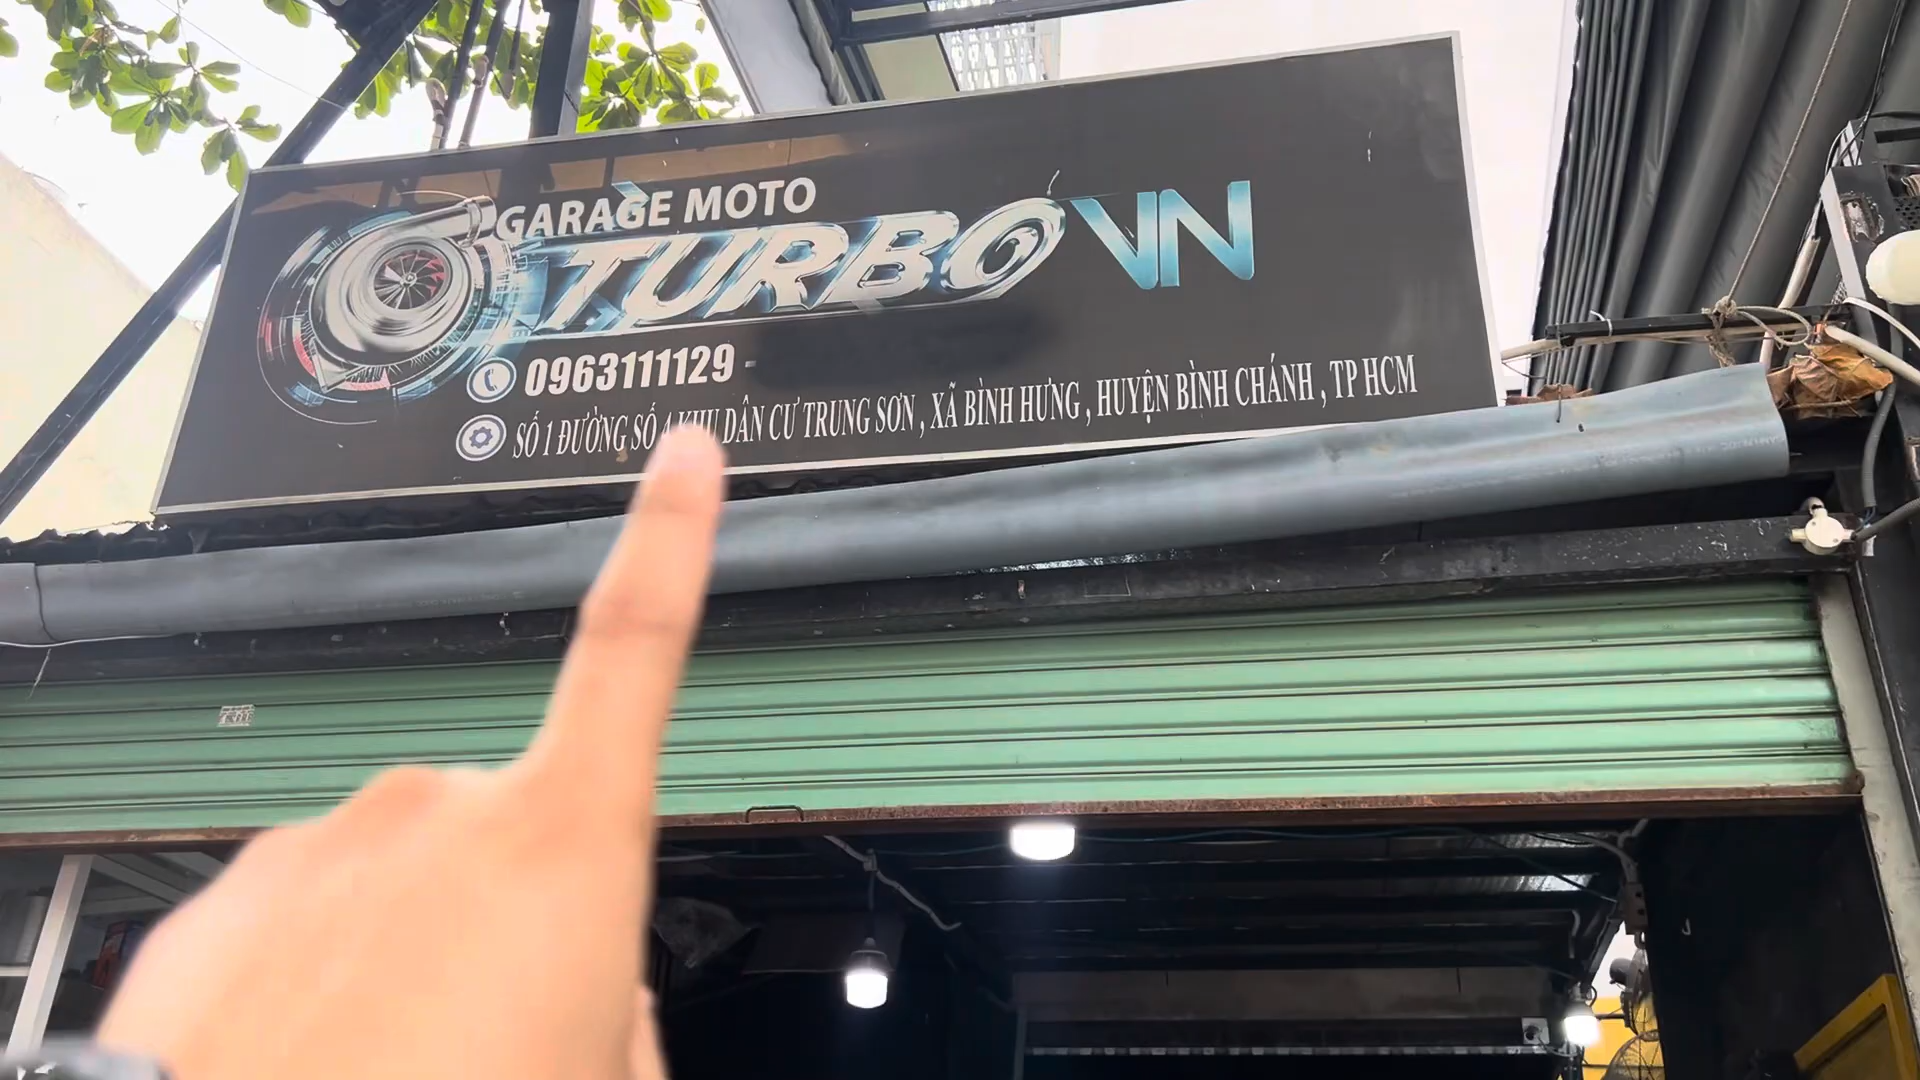 GARAGE MOTO
TURBO VN
0963111129 -
SỐ 1 ĐƯỜNG SỐ 4 KHU DÂN CƯ TRUNG SƠN , XÃ BÌNH HƯNG , HUYỆN BÌNH CHÁNH , TP HCM